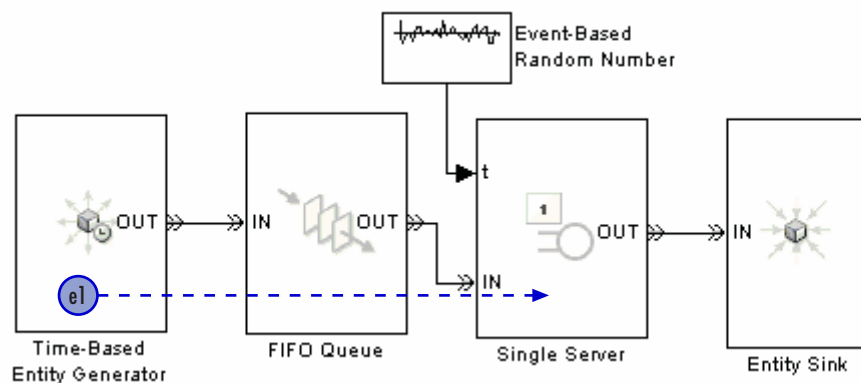 Event-Based
Random Number
t
1
OUT
IN
OUT
IN
OUT
IN
e1
Time-Based
Entity Generator
FIFO Queue
Single Server
Entity Sink